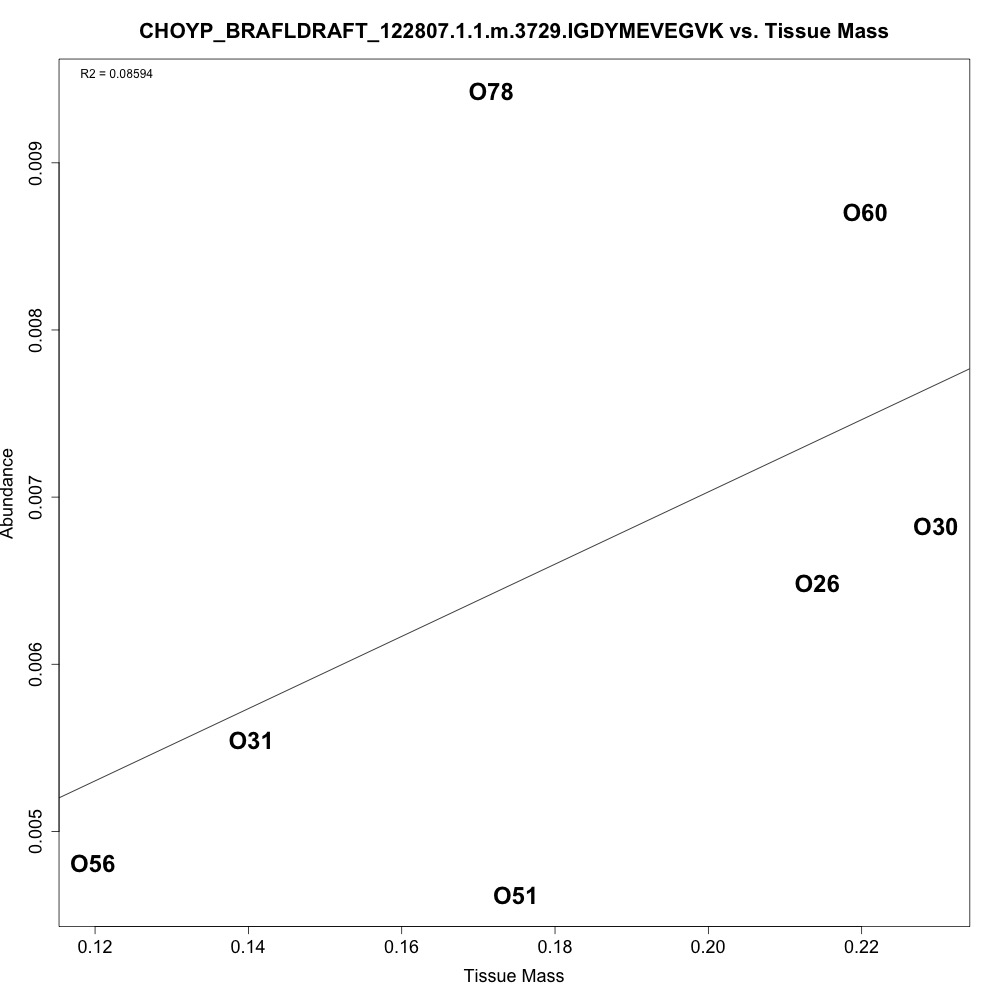 CHOYP_BRAFLDRAFT_122807.1.1.m.3729.IGDYMEVEGVK vs. Tissue Mass
R2 = 0.08594
O78
0.009
O60
0.008
Abundance
0.007
O30
O26
0.006
O31
0.005
O56
O51
0.12 0.14 0.16 0.18 0.20 0.22
Tissue Mass